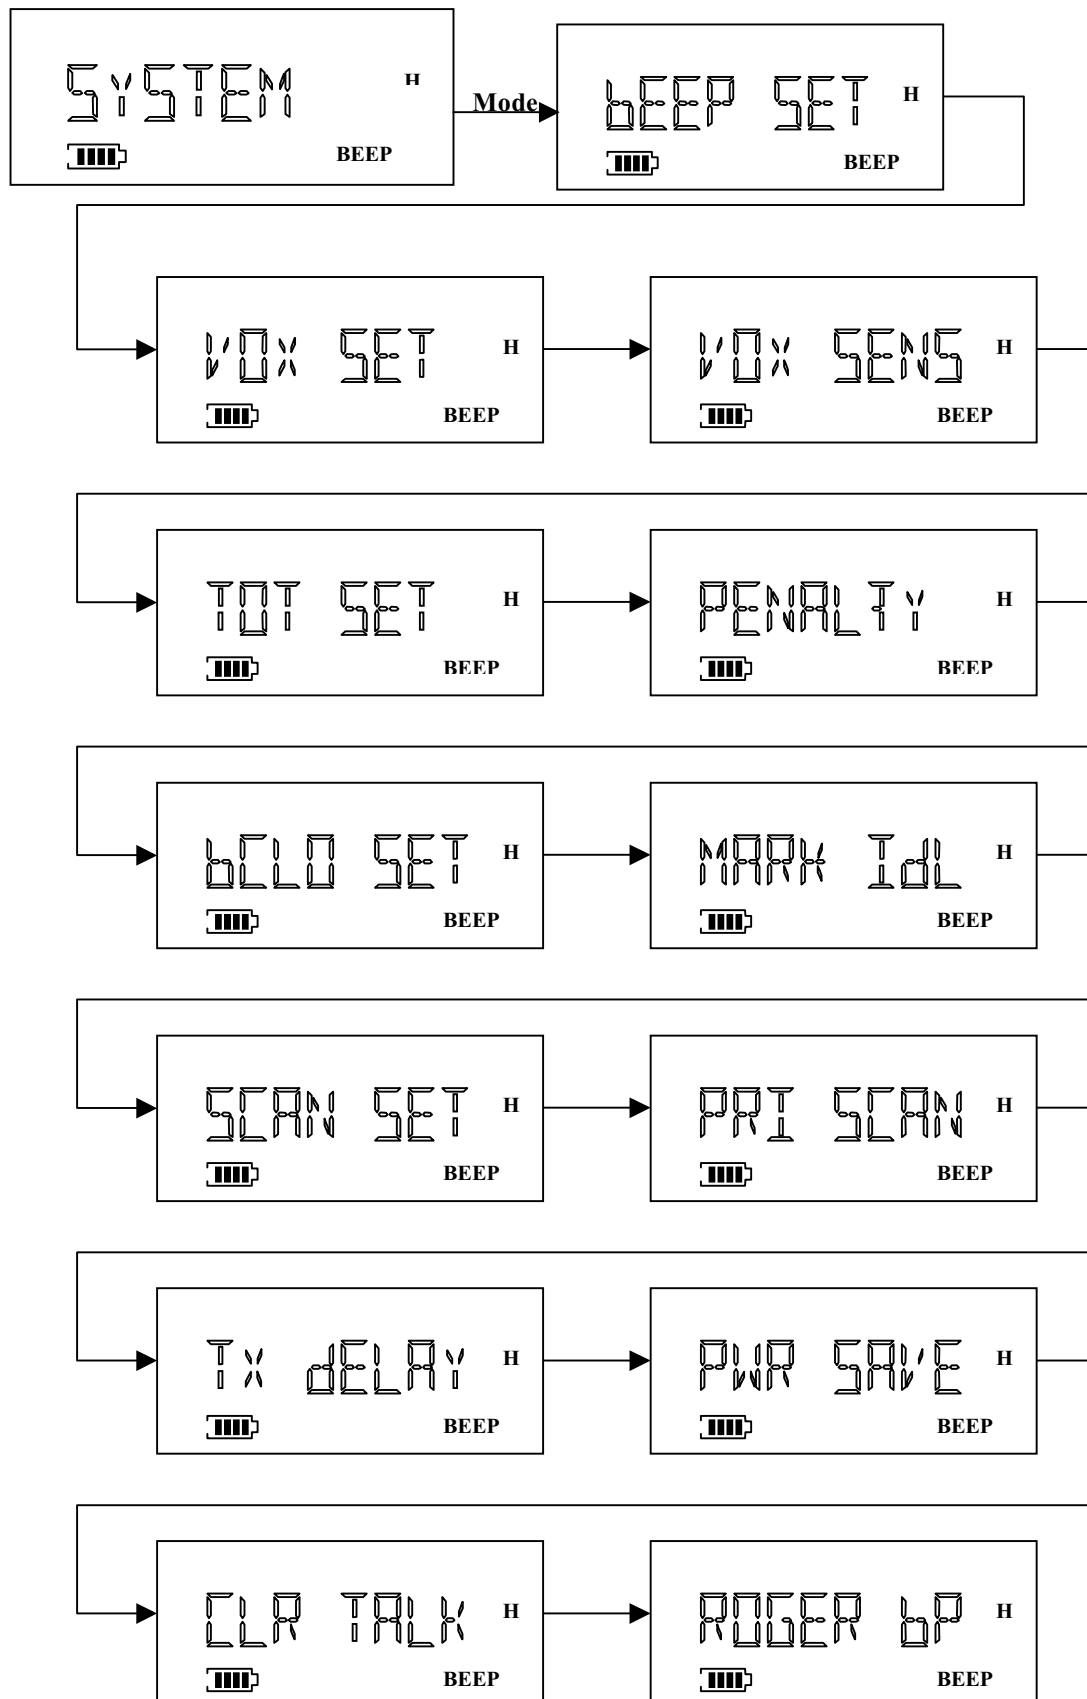 SYSTEM H
BEEP
Mode
bEEP SET H
BEEP
VOX SET H
BEEP
VOX SENS H
BEEP
TOT SET H
BEEP
PENALTY H
BEEP
bCLO SET H
BEEP
MARK IdL H
BEEP
SCAN SET H
BEEP
PRI SCAN H
BEEP
TX dELAY H
BEEP
PWR SAVE H
BEEP
CLR TALK H
BEEP
ROGER bP H
BEEP